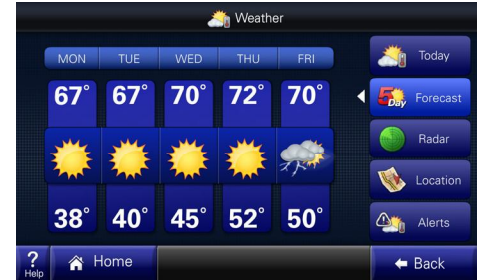 Weather
MON TUE WED THU FRI
67° 67° 70° 72° 70°
38° 40° 45° 52° 50°
Today
5 Day Forecast
Radar
Location
Alerts
? Help
Home
Back